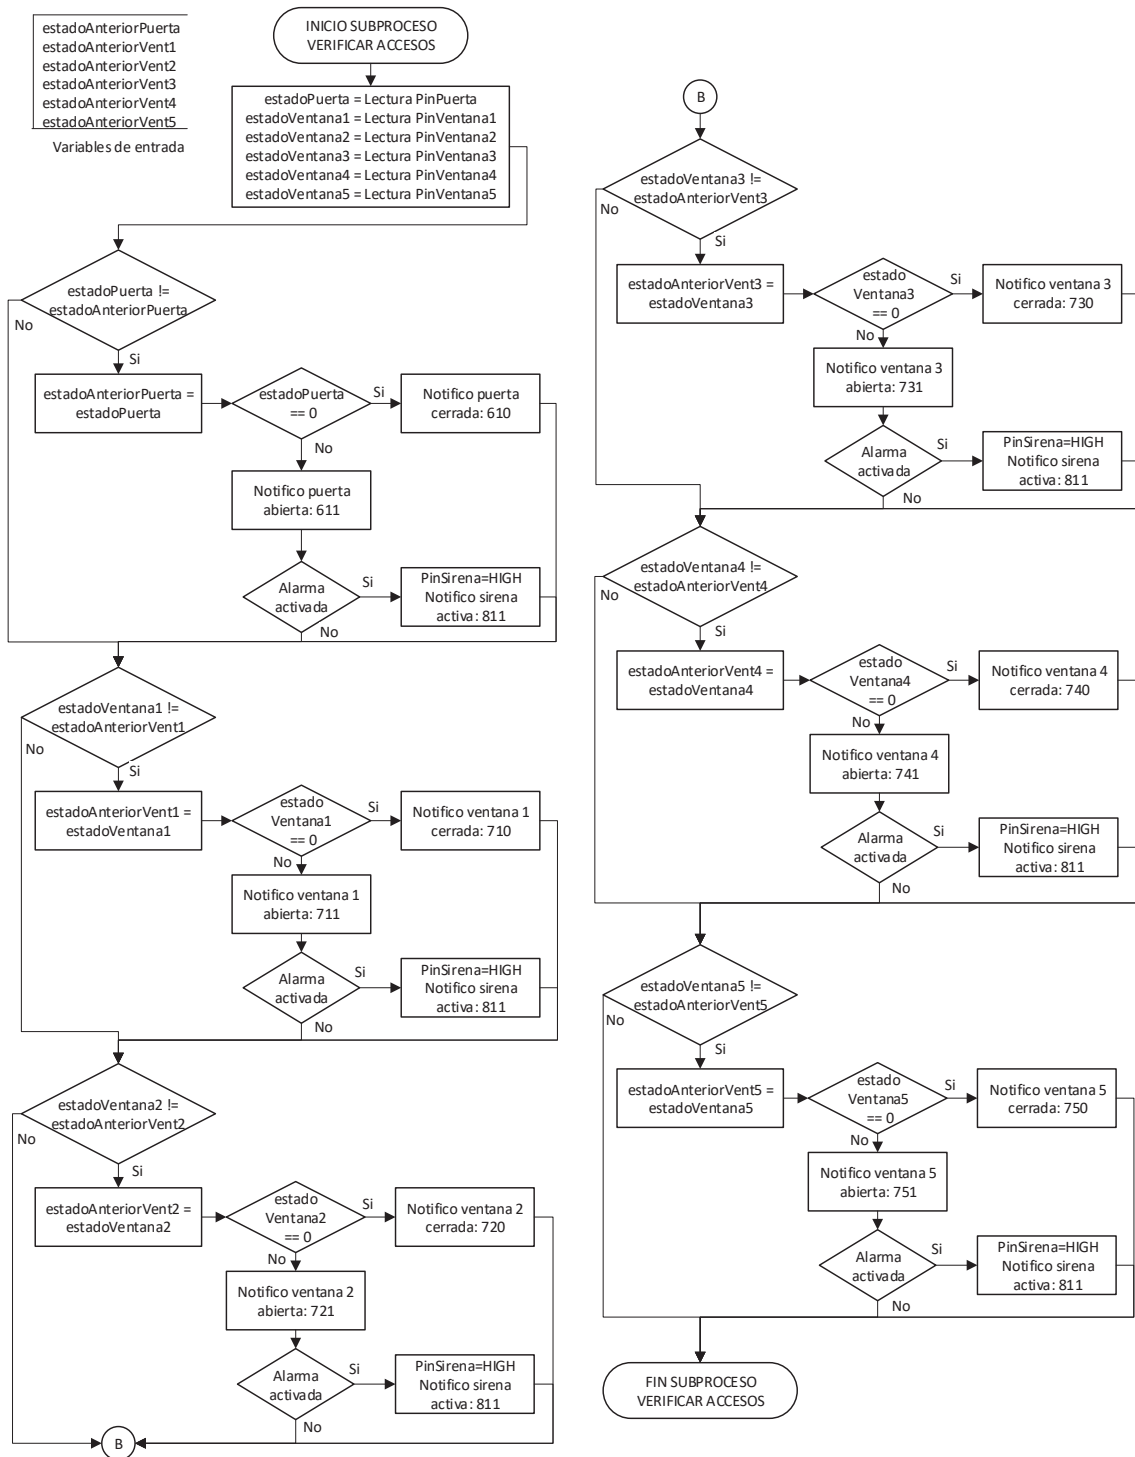 estadoAnteriorPuerta
estadoAnteriorVent1
estadoAnteriorVent2
estadoAnteriorVent3
estadoAnteriorVent4
estadoAnteriorVent5
Variables de entrada
INICIO SUBPROCESO
VERIFICAR ACCESOS
estadoPuerta = Lectura PinPuerta
estadoVentana1 = Lectura PinVentana1
estadoVentana2 = Lectura PinVentana2
estadoVentana3 = Lectura PinVentana3
estadoVentana4 = Lectura PinVentana4
estadoVentana5 = Lectura PinVentana5
estadoPuerta !=
estadoAnteriorPuerta
No
Si
estadoAnteriorPuerta =
estadoPuerta
estadoPuerta
== 0
Si
Notifico puerta
cerrada: 610
No
Notifico puerta
abierta: 611
Alarma
activada
Si
PinSirena=HIGH
Notifico sirena
activa: 811
No
estadoVentana1 !=
estadoAnteriorVent1
No
Si
estadoAnteriorVent1 =
estadoVentana1
estado
Ventana1
== 0
Si
Notifico ventana 1
cerrada: 710
No
Notifico ventana 1
abierta: 711
Alarma
activada
Si
PinSirena=HIGH
Notifico sirena
activa: 811
No
estadoVentana2 !=
estadoAnteriorVent2
No
Si
estadoAnteriorVent2 =
estadoVentana2
estado
Ventana2
== 0
Si
Notifico ventana 2
cerrada: 720
No
Notifico ventana 2
abierta: 721
Alarma
activada
Si
PinSirena=HIGH
Notifico sirena
activa: 811
No
B
B
estadoVentana3 !=
estadoAnteriorVent3
No
Si
estadoAnteriorVent3 =
estadoVentana3
estado
Ventana3
== 0
Si
Notifico ventana 3
cerrada: 730
No
Notifico ventana 3
abierta: 731
Alarma
activada
Si
PinSirena=HIGH
Notifico sirena
activa: 811
No
estadoVentana4 !=
estadoAnteriorVent4
No
Si
estadoAnteriorVent4 =
estadoVentana4
estado
Ventana4
== 0
Si
Notifico ventana 4
cerrada: 740
No
Notifico ventana 4
abierta: 741
Alarma
activada
Si
PinSirena=HIGH
Notifico sirena
activa: 811
No
estadoVentana5 !=
estadoAnteriorVent5
No
Si
estadoAnteriorVent5 =
estadoVentana5
estado
Ventana5
== 0
Si
Notifico ventana 5
cerrada: 750
No
Notifico ventana 5
abierta: 751
Alarma
activada
Si
PinSirena=HIGH
Notifico sirena
activa: 811
No
FIN SUBPROCESO
VERIFICAR ACCESOS